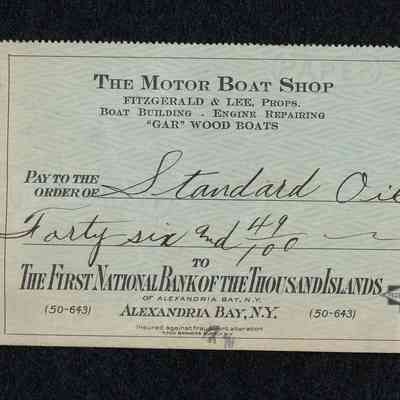 THE MOTOR BOAT SHOP
FITZGERALD & LEE, PROPS.
BOAT BUILDING - ENGINE REPAIRING
"GAR" WOOD BOATS
PAY TO THE
ORDER OF Standard Oil
Forty six and 49/100
TO
THE FIRST NATIONAL BANK OF THE THOUSAND ISLANDS
OF ALEXANDRIA BAY, N.Y.
(50-643) ALEXANDRIA BAY, N.Y. (50-643)
Insured against fraudulent alteration